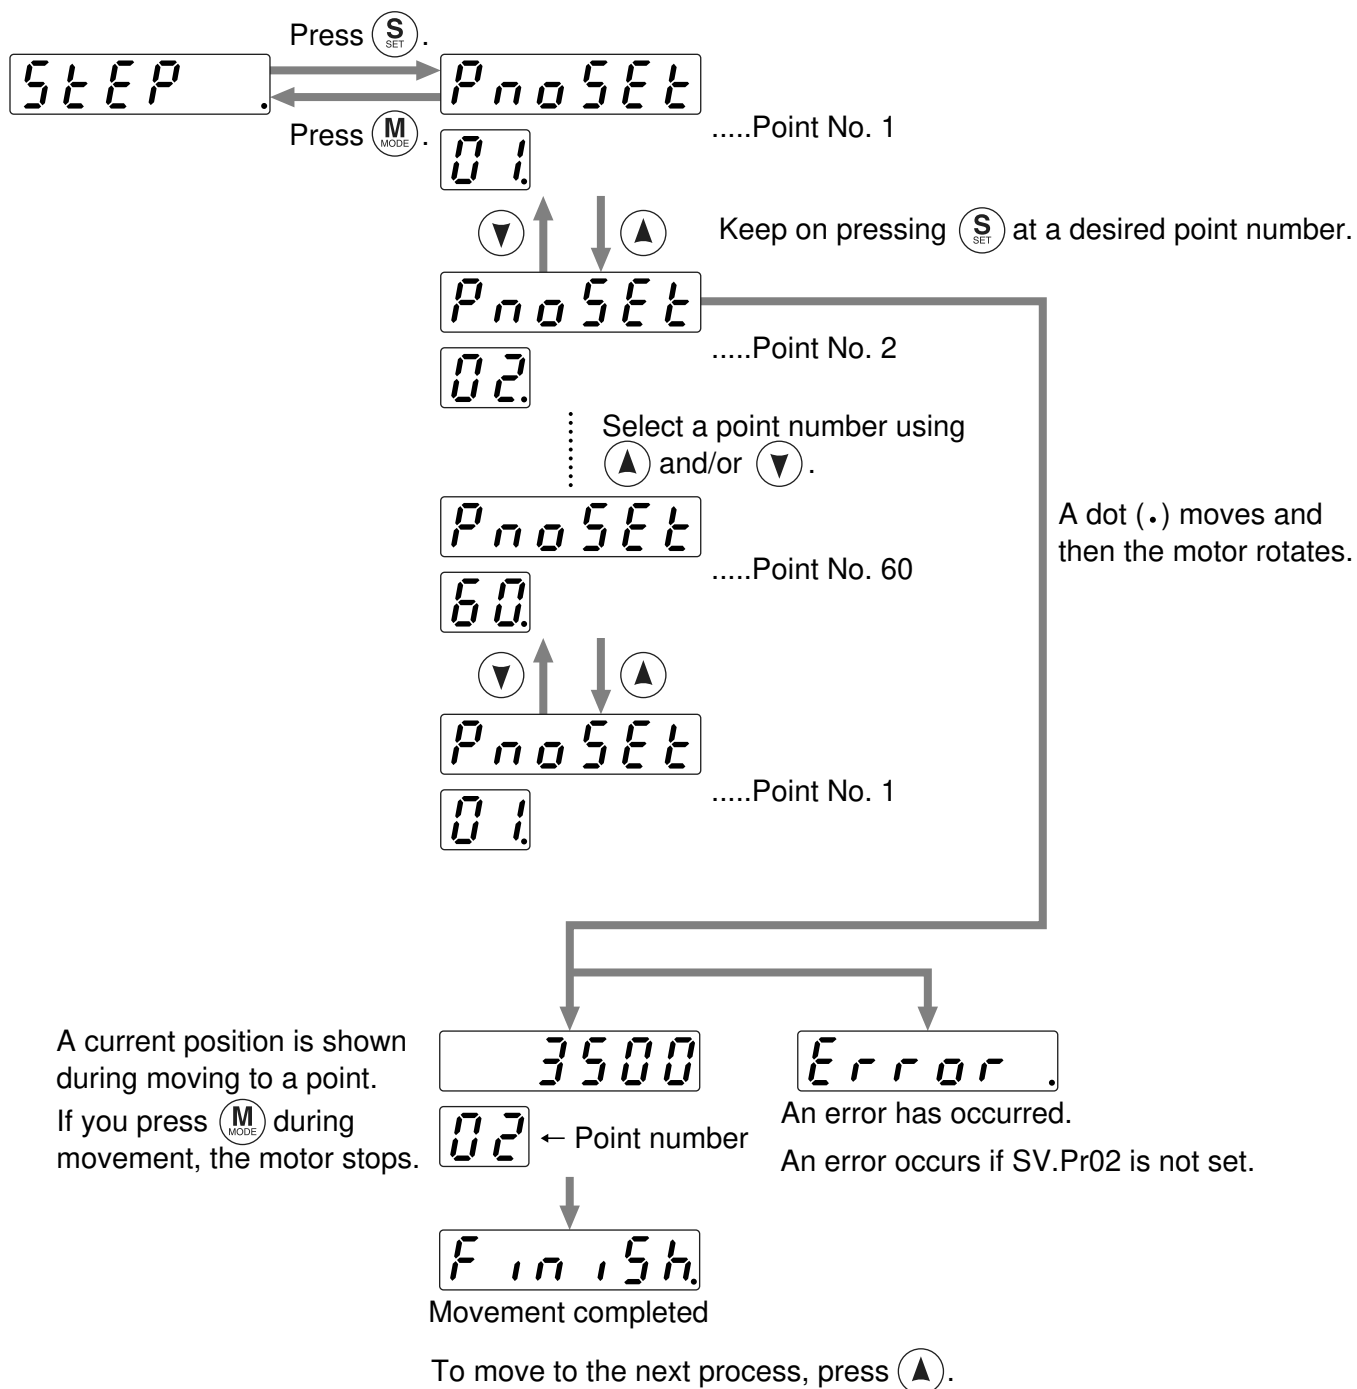 Press S SET .
StEP .
PnoSEt
.....Point No. 1
Press M MODE .
01.
▼ ▲
Keep on pressing S SET at a desired point number.
PnoSEt
.....Point No. 2
02.
Select a point number using
▲ and/or ▼ .
PnoSEt
.....Point No. 60
60.
A dot (.) moves and
then the motor rotates.
▼ ▲
PnoSEt
.....Point No. 1
01.
A current position is shown
during moving to a point.
If you press M MODE during
movement, the motor stops.
3500
02 ← Point number
Error .
An error has occurred.
An error occurs if SV.Pr02 is not set.
FiniSh.
Movement completed
To move to the next process, press ▲ .